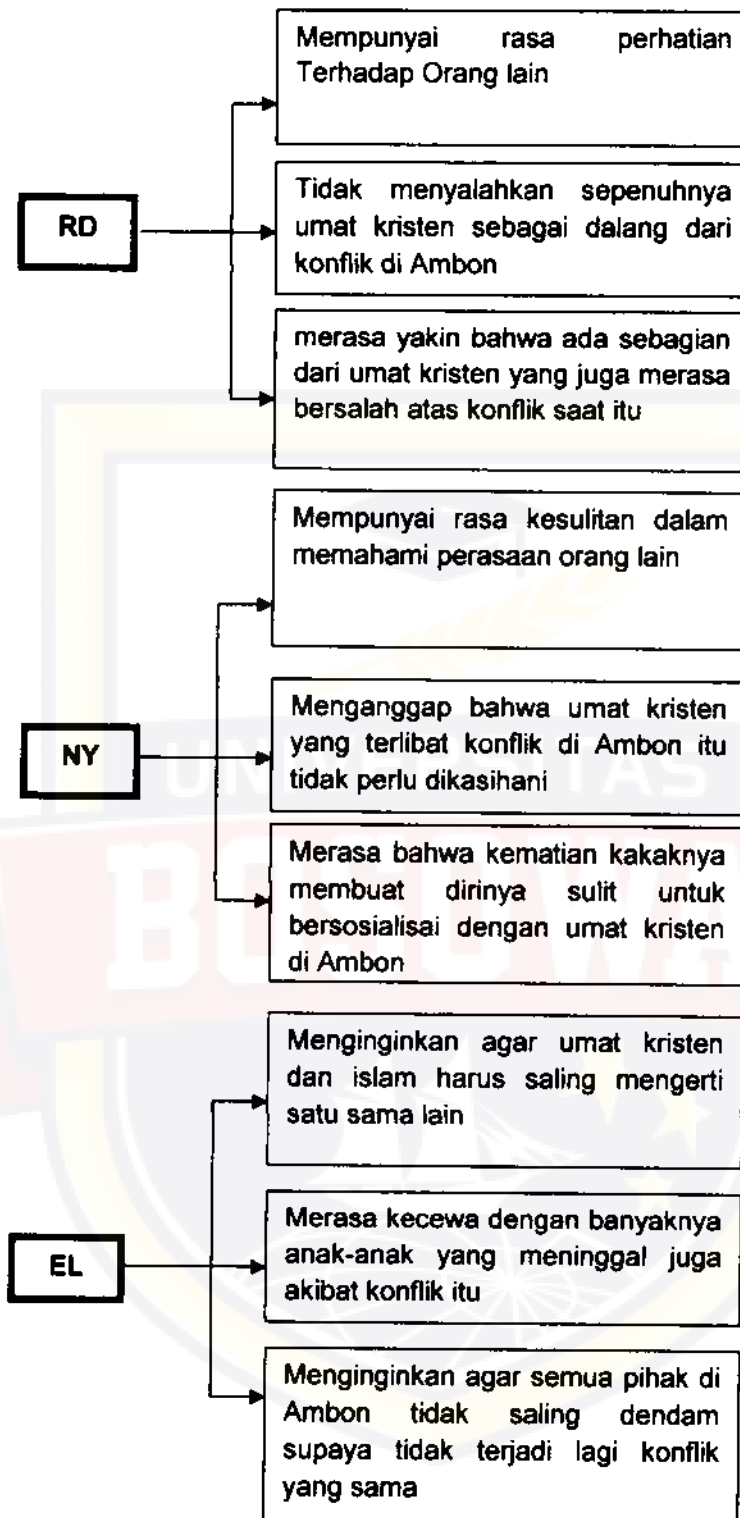 Mempunyai rasa perhatian
Terhadap Orang lain
RD
Tidak menyalahkan sepenuhnya
umat kristen sebagai dalang dari
konflik di Ambon
merasa yakin bahwa ada sebagian
dari umat kristen yang juga merasa
bersalah atas konflik saat itu
Mempunyai rasa kesulitan dalam
memahami perasaan orang lain
NY
Menganggap bahwa umat kristen
yang terlibat konflik di Ambon itu
tidak perlu dikasihani
UNIVERSITAS
Merasa bahwa kematian kakaknya
membuat dirinya sulit untuk
bersosialisai dengan umat kristen
di Ambon
BOSOWA
Menginginkan agar umat kristen
dan islam harus saling mengerti
satu sama lain
EL
Merasa kecewa dengan banyaknya
anak-anak yang meninggal juga
akibat konflik itu
Menginginkan agar semua pihak di
Ambon tidak saling dendam
supaya tidak terjadi lagi konflik
yang sama